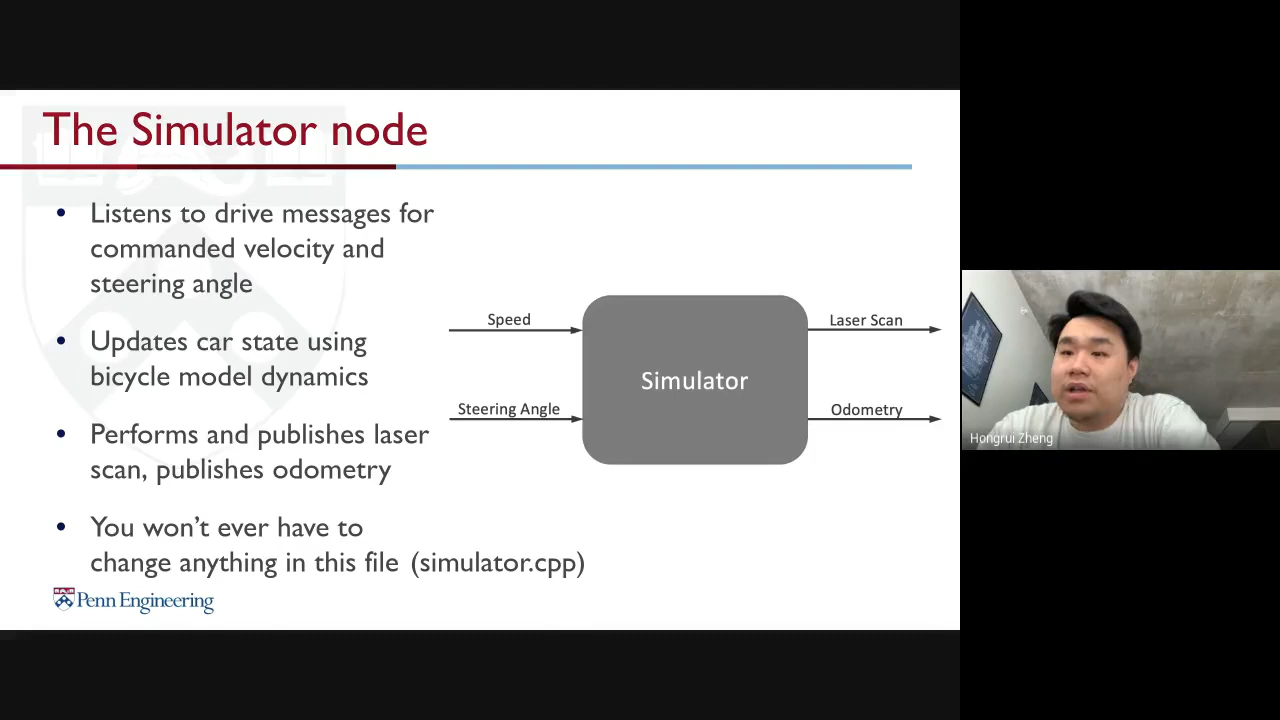 The Simulator node
• Listens to drive messages for
commanded velocity and
steering angle
• Updates car state using
bicycle model dynamics
• Performs and publishes laser
scan, publishes odometry
• You won’t ever have to
change anything in this file (simulator.cpp)
Speed
Steering Angle
Simulator
Laser Scan
Odometry
Penn Engineering
Hongrui Zheng